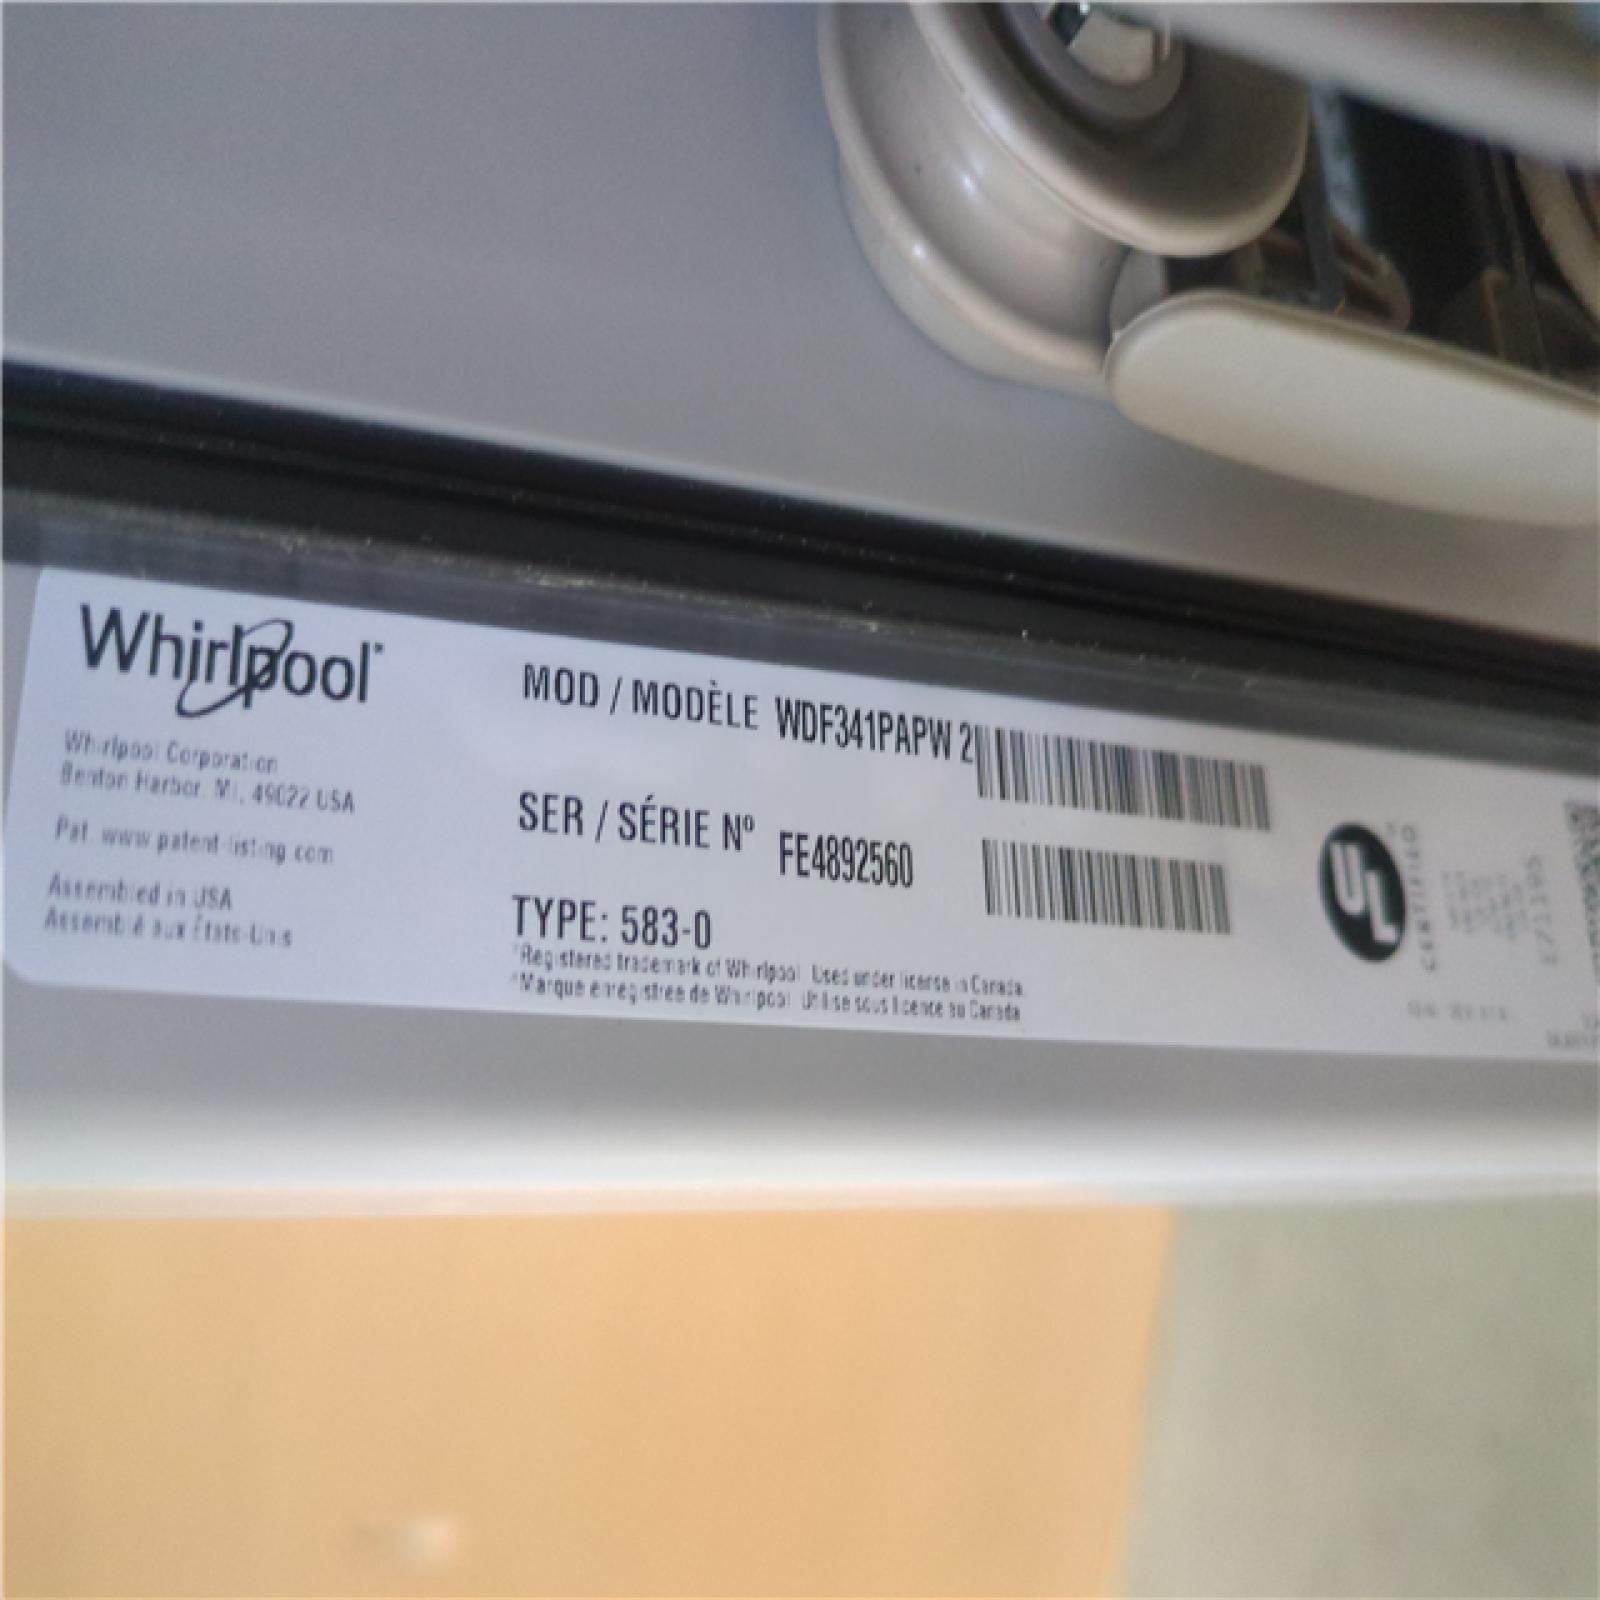 Whirlpool
Whirlpool Corporation
Benton Harbor, MI, 49022 USA
Pat. www.patent-listing.com
Assembled in USA
Assemblé aux États-Unis
MOD / MODÈLE WDF341PAPW 2
SER / SÉRIE Nº FE4892560
TYPE: 583-0
*Registered trademark of Whirlpool. Used under license in Canada
*Marque enregistrée de Whirlpool. Utilisé sous licence au Canada
UL
CERTIFIED